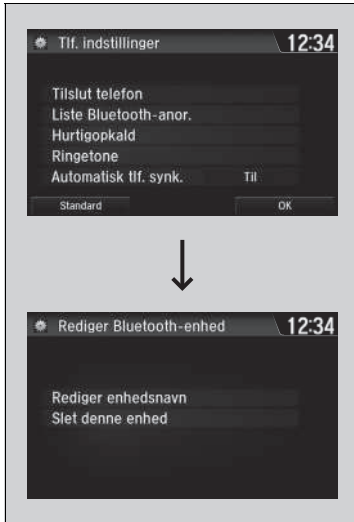 Tlf. indstillinger 12:34
Tilslut telefon
Liste Bluetooth-anor.
Hurtigopkald
Ringetone
Automatisk tlf. synk. Til
Standard OK
Rediger Bluetooth-enhed 12:34
Rediger enhedsnavn
Slet denne enhed